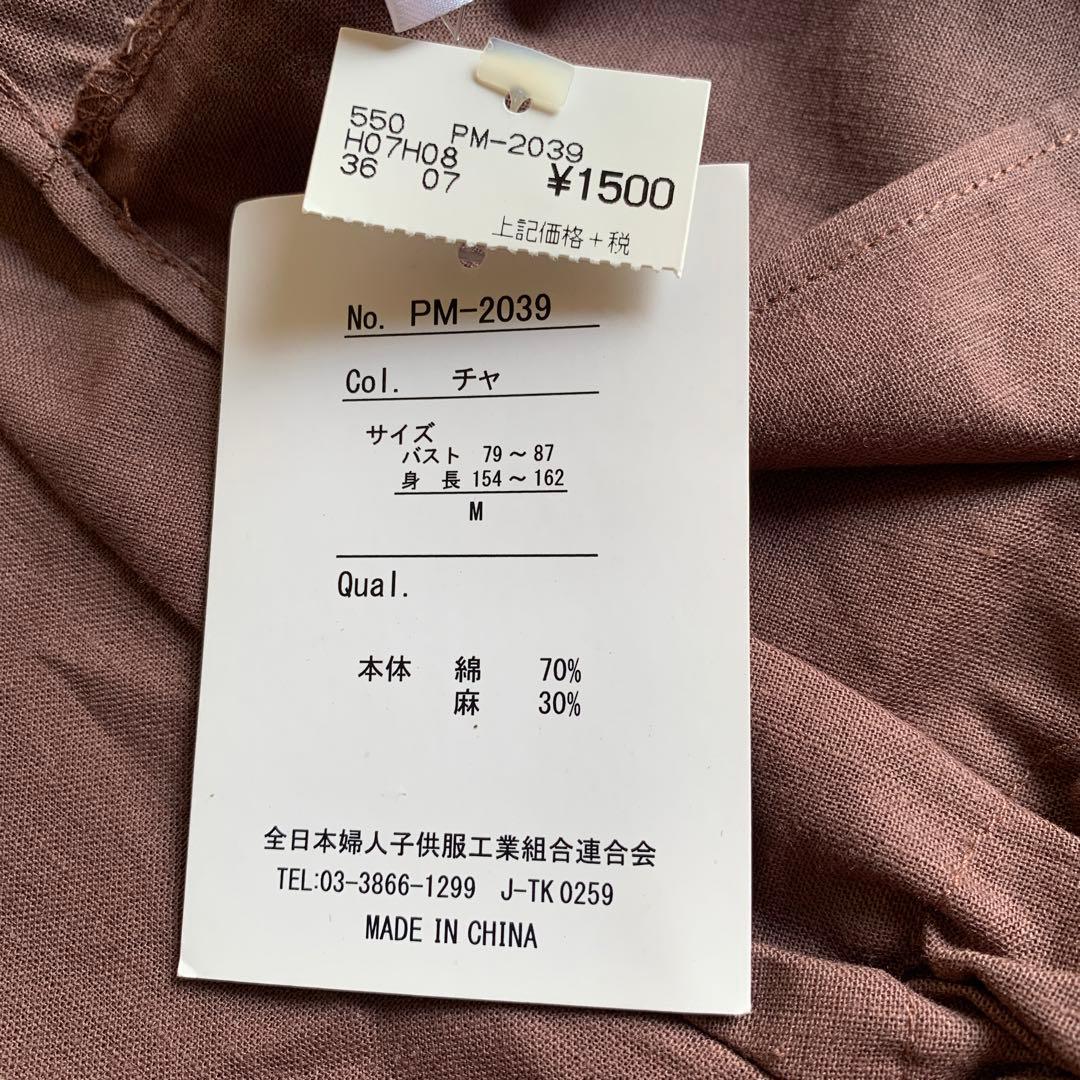 550 PM-2039
H07H08
36 07 ¥1500
上記価格+税
No. PM-2039
Col. チャ
サイズ
バスト 79～87
身 長 154～162
M
Qual.
本体 綿 70%
麻 30%
全日本婦人子供服工業組合連合会
TEL:03-3866-1299 J-TK0259
MADE IN CHINA